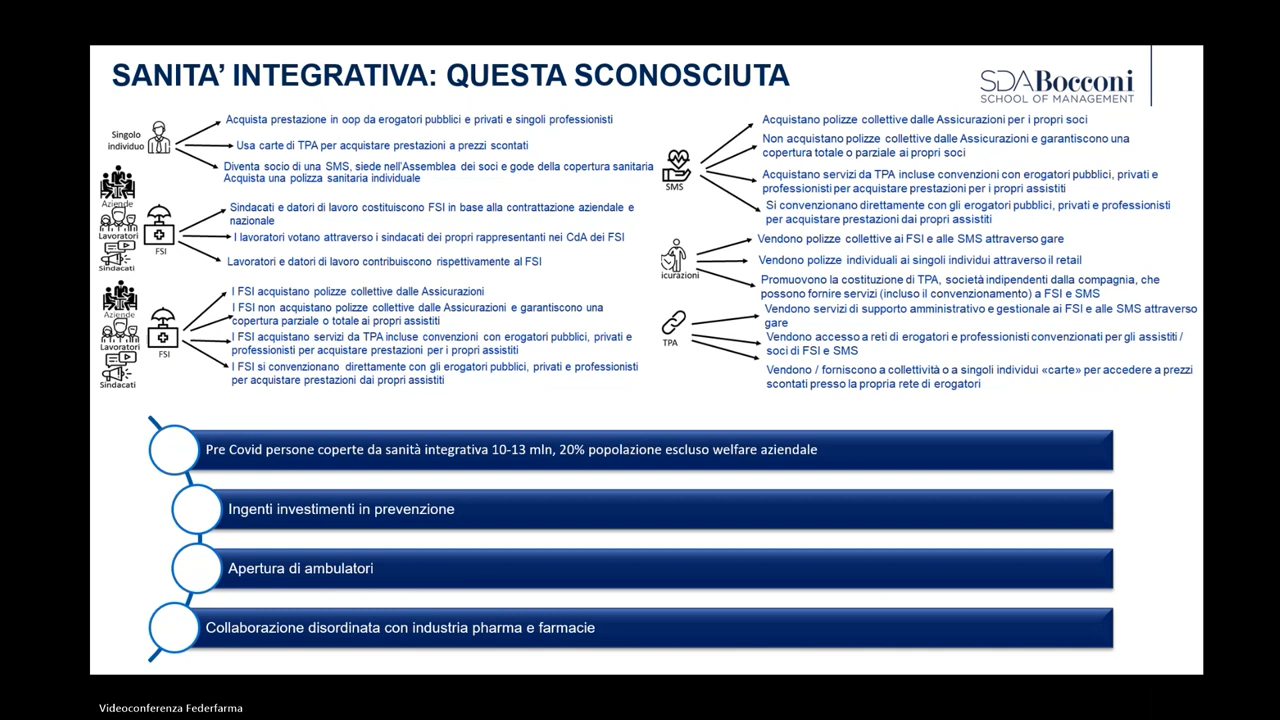 SANITA' INTEGRATIVA: QUESTA SCONOSCIUTA
SDA Bocconi
SCHOOL OF MANAGEMENT
Singolo
individuo
Acquista prestazione in oop da erogatori pubblici e privati e singoli professionisti
Usa carte di TPA per acquistare prestazioni a prezzi scontati
Diventa socio di una SMS, siede nell'Assemblea dei soci e gode della copertura sanitaria
Acquista una polizza sanitaria individuale
Aziende
Lavoratori
Sindacati
FSI
Sindacati e datori di lavoro costituiscono FSI in base alla contrattazione aziendale e
nazionale
I lavoratori votano attraverso i sindacati dei propri rappresentanti nei CdA dei FSI
Lavoratori e datori di lavoro contribuiscono rispettivamente al FSI
Aziende
Lavoratori
Sindacati
FSI
I FSI acquistano polizze collettive dalle Assicurazioni
I FSI non acquistano polizze collettive dalle Assicurazioni e garantiscono una
copertura parziale o totale ai propri assistiti
I FSI acquistano servizi da TPA incluse convenzioni con erogatori pubblici, privati e
professionisti per acquistare prestazioni per i propri assistiti
I FSI si convenzionano direttamente con gli erogatori pubblici, privati e professionisti
per acquistare prestazioni dai propri assistiti
SMS
Acquistano polizze collettive dalle Assicurazioni per i propri soci
Non acquistano polizze collettive dalle Assicurazioni e garantiscono una
copertura totale o parziale ai propri soci
Acquistano servizi da TPA incluse convenzioni con erogatori pubblici, privati e
professionisti per acquistare prestazioni per i propri assistiti
Si convenzionano direttamente con gli erogatori pubblici, privati e professionisti
per acquistare prestazioni dai propri assistiti
icurazioni
Vendono polizze collettive ai FSI e alle SMS attraverso gare
Vendono polizze individuali ai singoli individui attraverso il retail
Promuovono la costituzione di TPA, società indipendenti dalla compagnia, che
possono fornire servizi (incluso il convenzionamento) a FSI e SMS
TPA
Vendono servizi di supporto amministrativo e gestionale ai FSI e alle SMS attraverso
gare
Vendono accesso a reti di erogatori e professionisti convenzionati per gli assistiti /
soci di FSI e SMS
Vendono / forniscono a collettività o a singoli individui «carte» per accedere a prezzi
scontati presso la propria rete di erogatori
Pre Covid persone coperte da sanità integrativa 10-13 mln, 20% popolazione escluso welfare aziendale
Ingenti investimenti in prevenzione
Apertura di ambulatori
Collaborazione disordinata con industria pharma e farmacie
Videoconferenza Federfarma